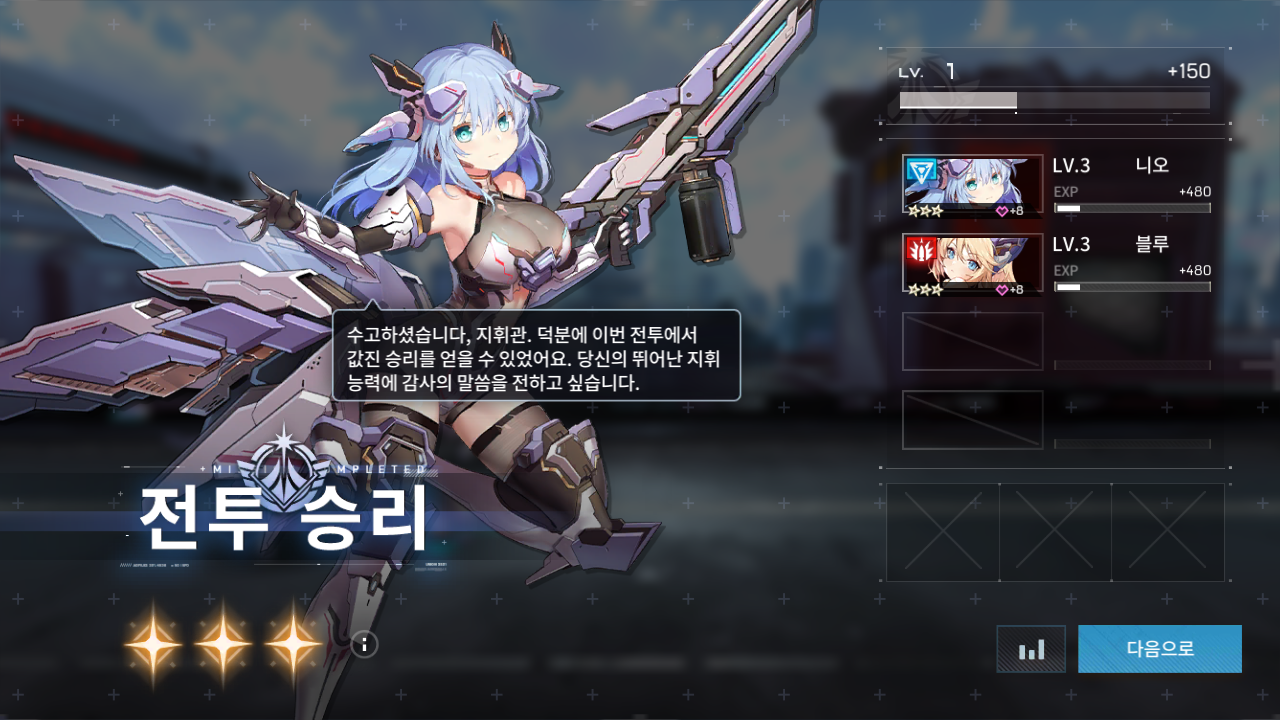 LV. 1 +150
LV.3 니오
EXP +480
+8
LV.3 블루
EXP +480
+8
수고하셨습니다, 지휘관. 덕분에 이번 전투에서
값진 승리를 얻을 수 있었어요. 당신의 뛰어난 지휘
능력에 감사의 말씀을 전하고 싶습니다.
전투 승리
다음으로